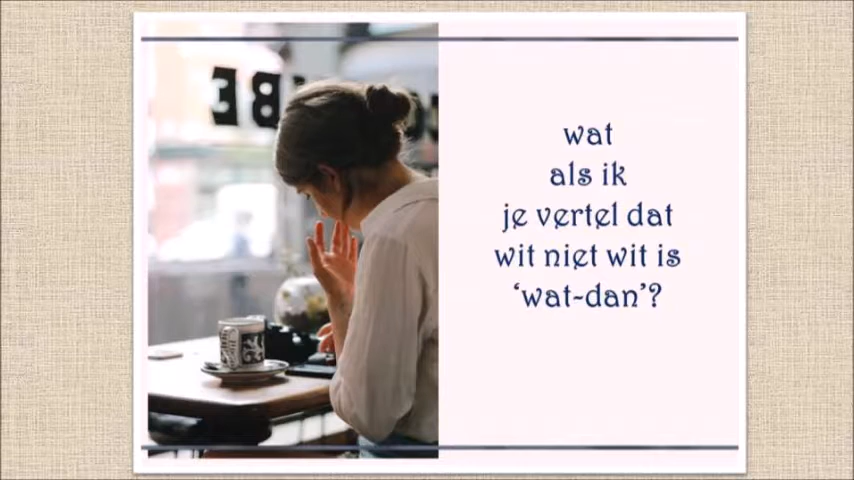 wat
als ik
je vertel dat
wit niet wit is
‘wat-dan’?